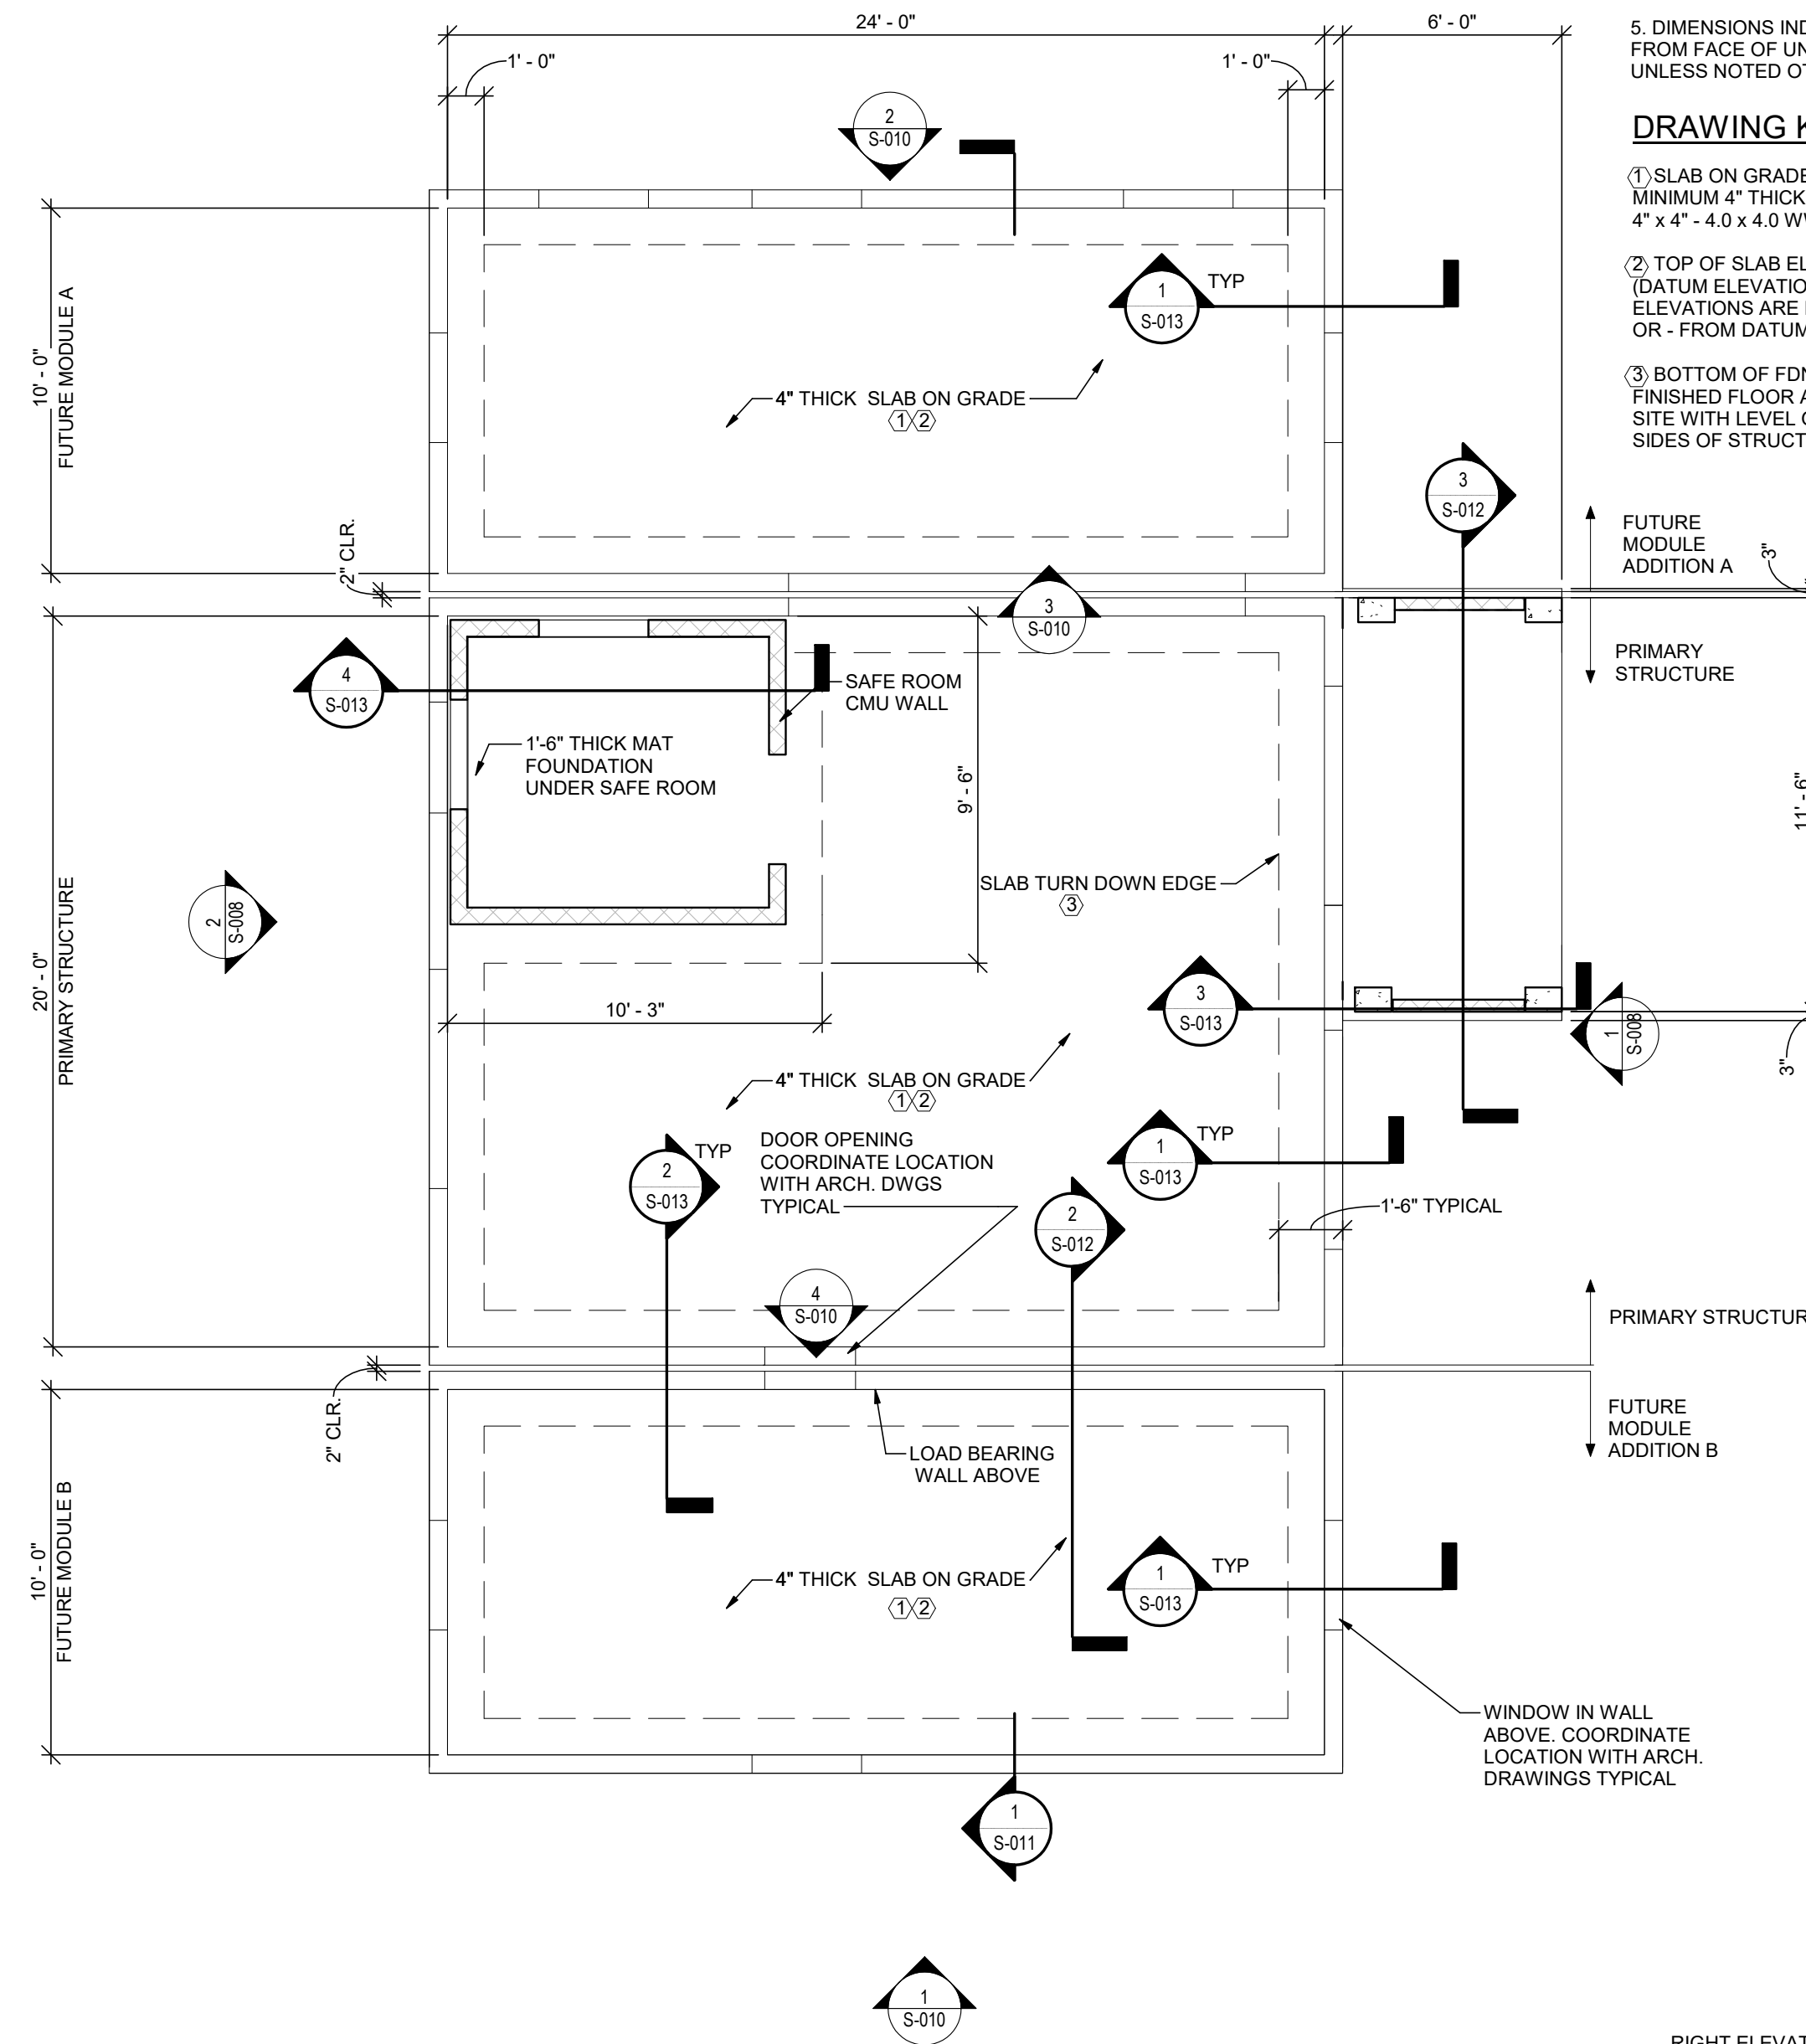 24' - 0"
6' - 0"
1' - 0"
1' - 0"
5. DIMENSIONS IND
FROM FACE OF UN
UNLESS NOTED OT
DRAWING K
1 SLAB ON GRADE
MINIMUM 4" THICK
4" x 4" - 4.0 x 4.0 W
2 TOP OF SLAB EL
(DATUM ELEVATIO
ELEVATIONS ARE
OR - FROM DATUM
3 BOTTOM OF FDN
FINISHED FLOOR A
SITE WITH LEVEL
SIDES OF STRUCT
2
S-010
1
S-013
TYP
10' - 0"
FUTURE MODULE A
4" THICK SLAB ON GRADE
1 2
3
S-012
FUTURE
MODULE
ADDITION A
3"
2" CLR.
3
S-010
PRIMARY
STRUCTURE
4
S-013
SAFE ROOM
CMU WALL
1'-6" THICK MAT
FOUNDATION
UNDER SAFE ROOM
9' - 6"
11' - 6"
SLAB TURN DOWN EDGE
3
2
S-008
20' - 0"
PRIMARY STRUCTURE
10' - 3"
3
S-013
1
S-008
3"
4" THICK SLAB ON GRADE
1 2
DOOR OPENING
COORDINATE LOCATION
WITH ARCH. DWGS
TYPICAL
2
S-013
TYP
1
S-013
TYP
2
S-012
1'-6" TYPICAL
4
S-010
PRIMARY STRUCTUR
2" CLR.
FUTURE
MODULE
ADDITION B
LOAD BEARING
WALL ABOVE
10' - 0"
FUTURE MODULE B
4" THICK SLAB ON GRADE
1 2
1
S-013
TYP
WINDOW IN WALL
ABOVE. COORDINATE
LOCATION WITH ARCH.
DRAWINGS TYPICAL
1
S-011
1
S-010
RIGHT ELEVAT